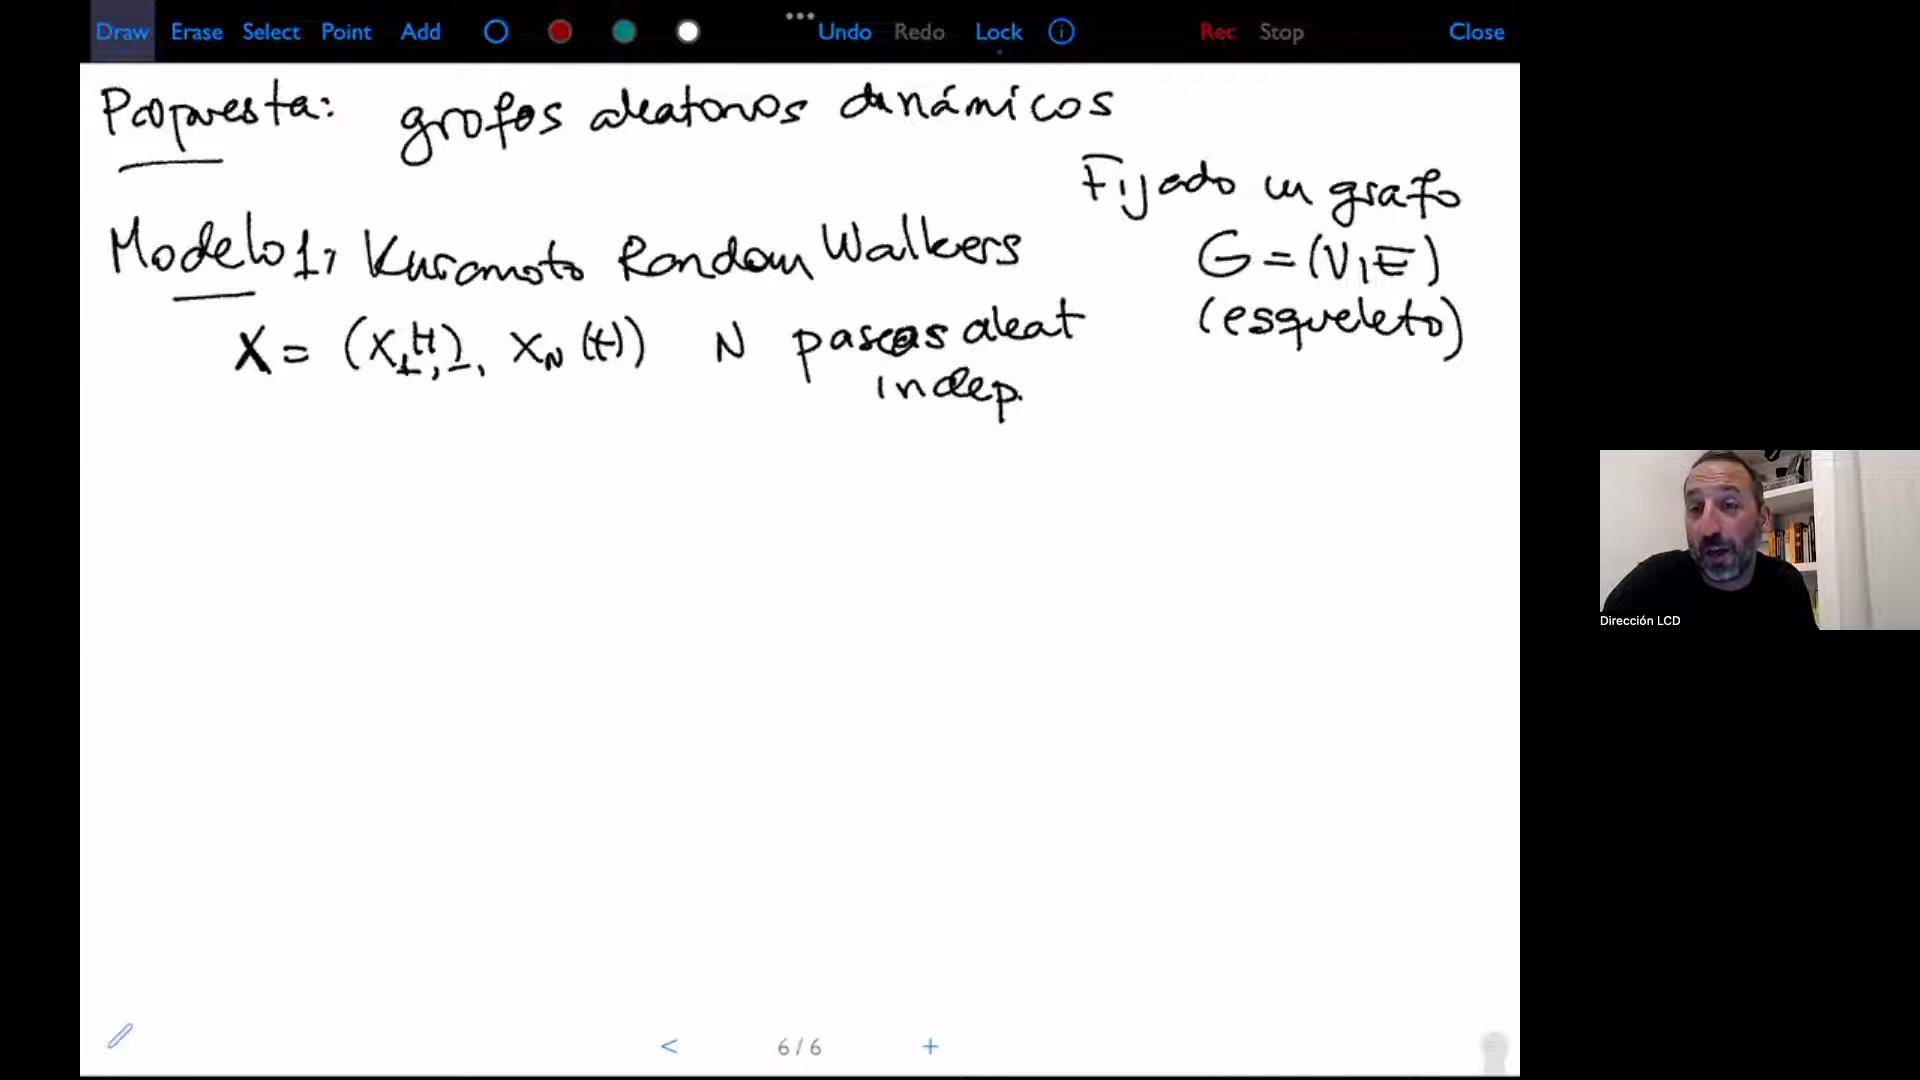 Draw Erase Select Point Add ... Undo Redo Lock Rec Stop Close
Propuesta: grafos aleatorios dinámicos
Fijado un grafo
Modelo 1: Kuramoto Random Walkers
G = (V, E)
(esqueleto)
X = (X₁(t), ..., X_N(t)) N paseos aleat
indep.
Dirección LCD
< 6/6 +